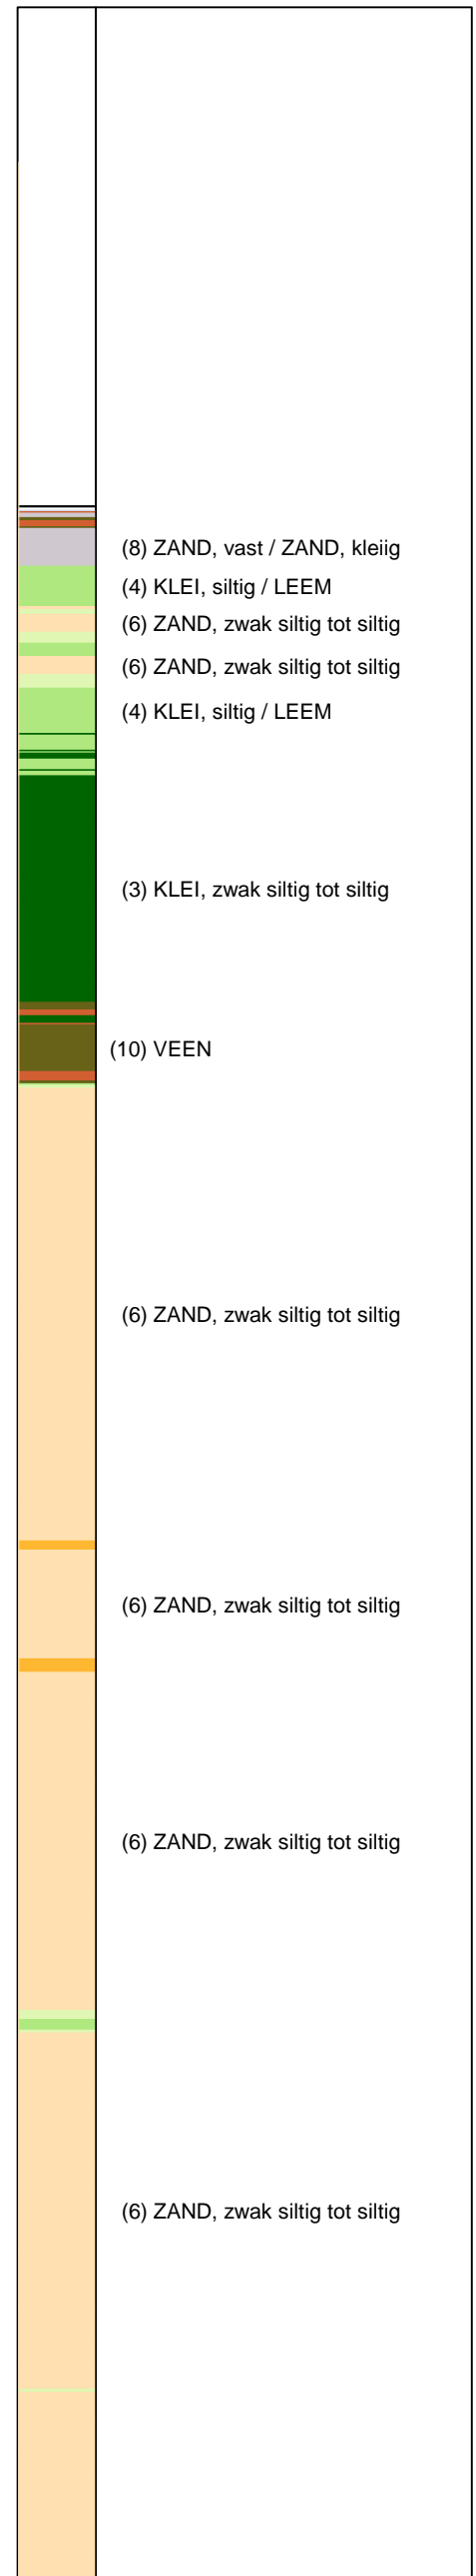 (8) ZAND, vast / ZAND, kleiig
(4) KLEI, siltig / LEEM
(6) ZAND, zwak siltig tot siltig
(6) ZAND, zwak siltig tot siltig
(4) KLEI, siltig / LEEM
(3) KLEI, zwak siltig tot siltig
(10) VEEN
(6) ZAND, zwak siltig tot siltig
(6) ZAND, zwak siltig tot siltig
(6) ZAND, zwak siltig tot siltig
(6) ZAND, zwak siltig tot siltig